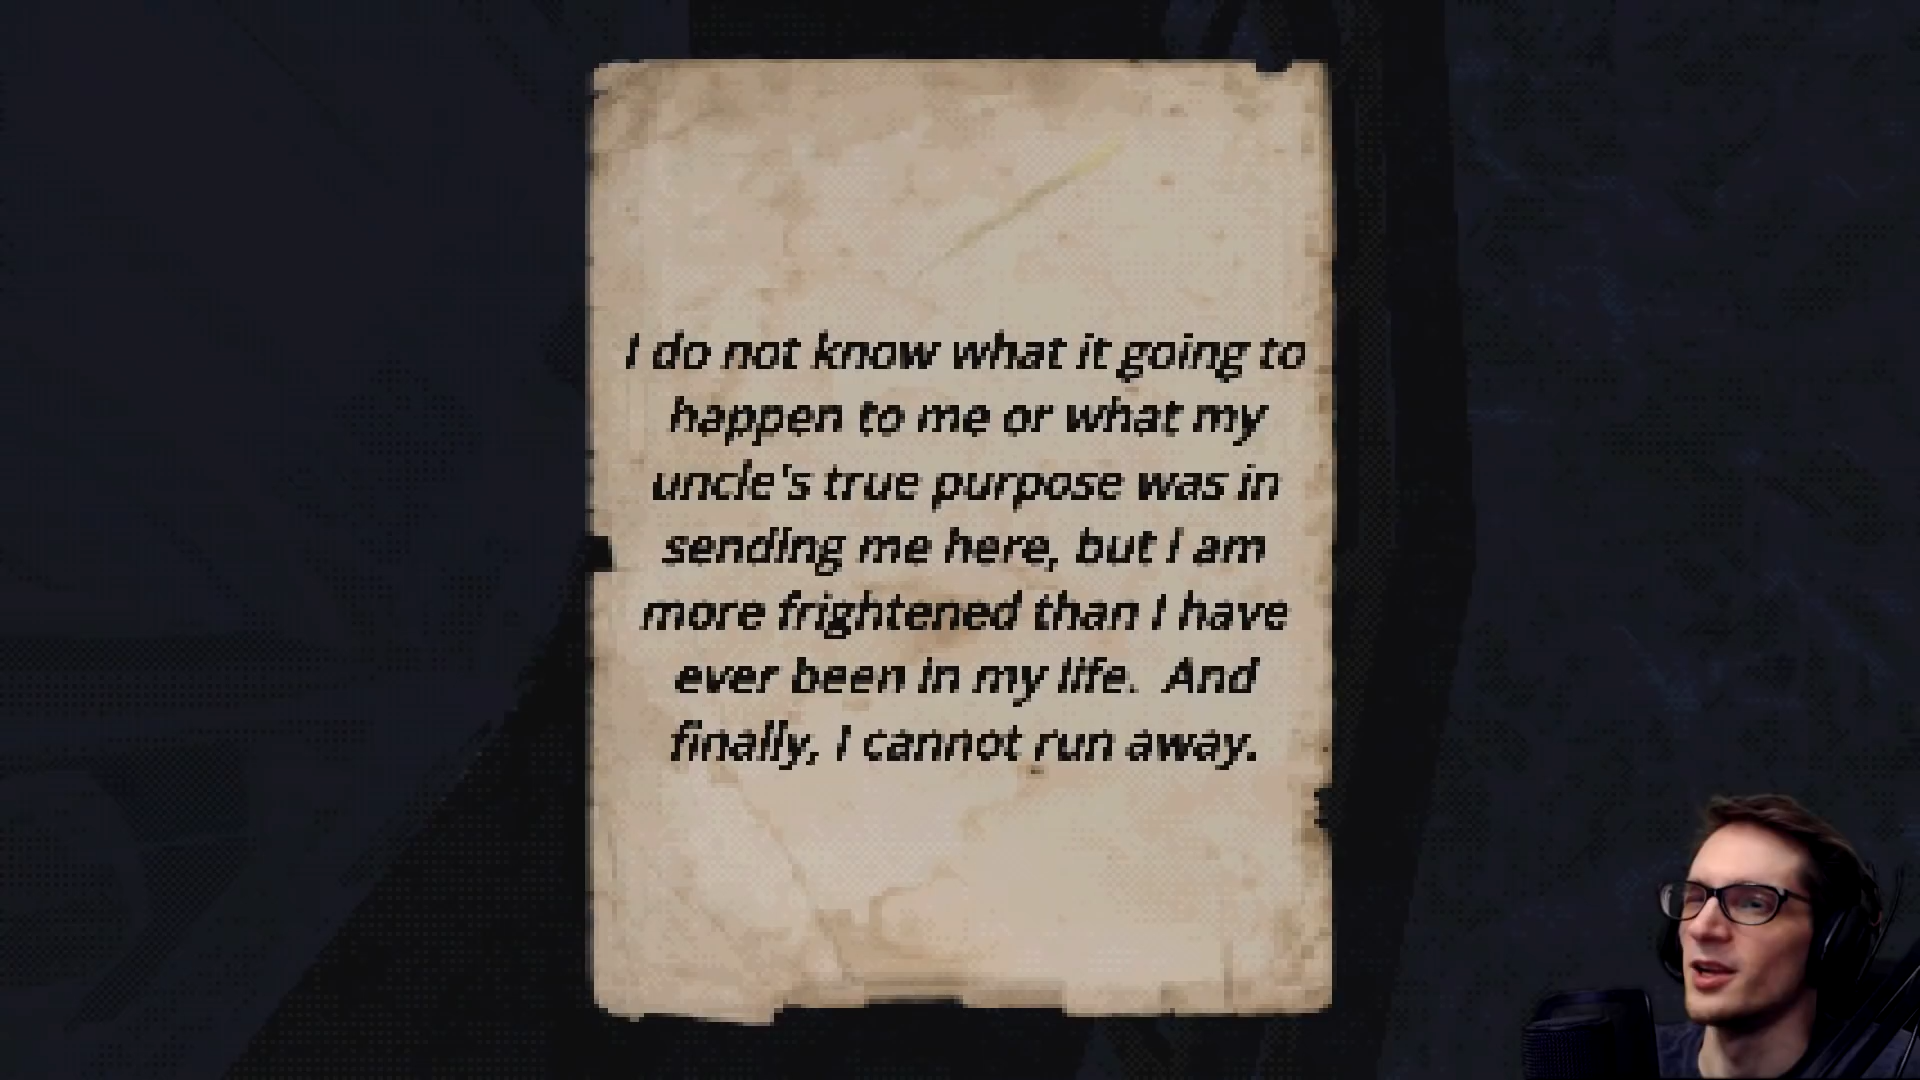 I do not know what it going to
happen to me or what my
uncle's true purpose was in
sending me here, but I am
more frightened than I have
ever been in my life.  And
finally, I cannot run away.